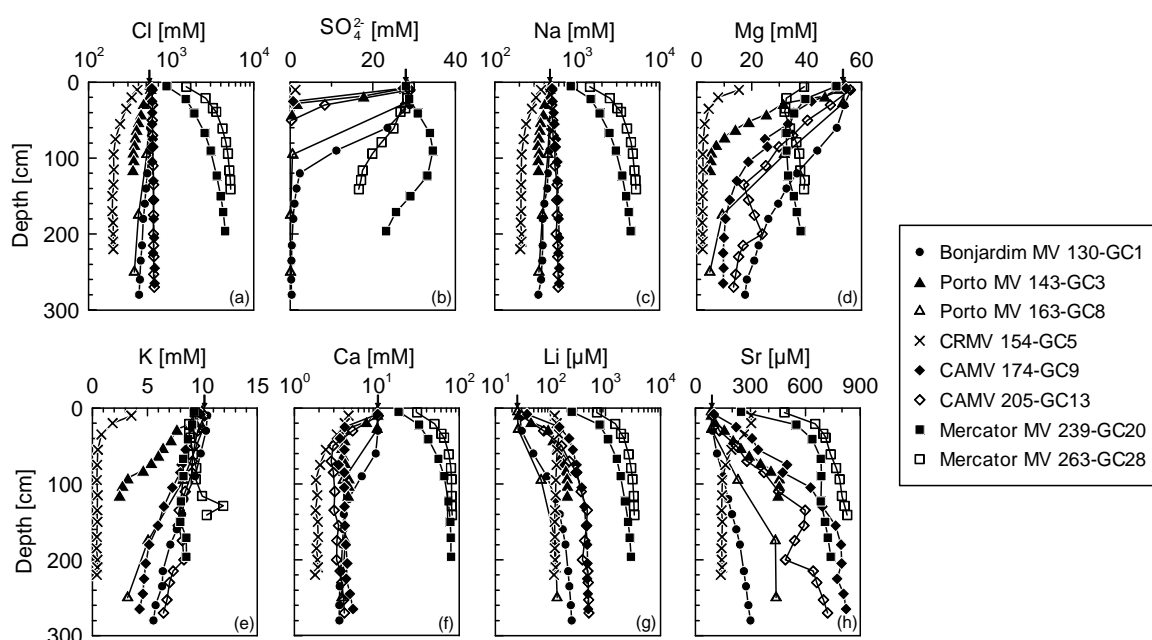 Cl [mM]
SO₄²⁻ [mM]
Na [mM]
Mg [mM]
10² 10³ 10⁴
0 20 40
10² 10³ 10⁴
0 20 40 60 80
Depth [cm]
0
100
200
300
(a)
(b)
(c)
(d)
K [mM]
Ca [mM]
Li [µM]
Sr [µM]
0 5 10 15
10⁰ 10¹ 10²
10¹ 10² 10³ 10⁴
0 300 600 900
Depth [cm]
0
100
200
300
(e)
(f)
(g)
(h)
Bonjardim MV 130-GC1
Porto MV 143-GC3
Porto MV 163-GC8
CRMV 154-GC5
CAMV 174-GC9
CAMV 205-GC13
Mercator MV 239-GC20
Mercator MV 263-GC28